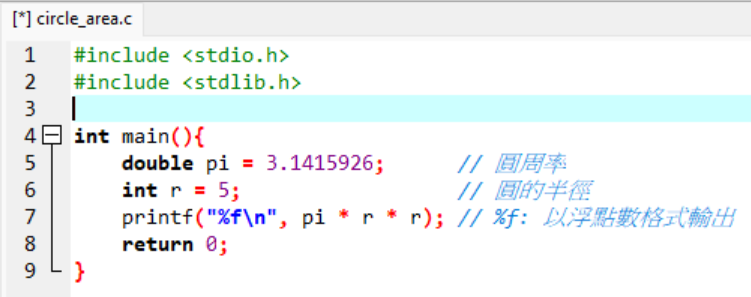 [*] circle_area.c
1 #include <stdio.h>
2 #include <stdlib.h>
3
4 int main(){
5 double pi = 3.1415926; // 圓周率
6 int r = 5; // 圓的半徑
7 printf("%f\n", pi * r * r); // %f: 以浮點數格式輸出
8 return 0;
9 }